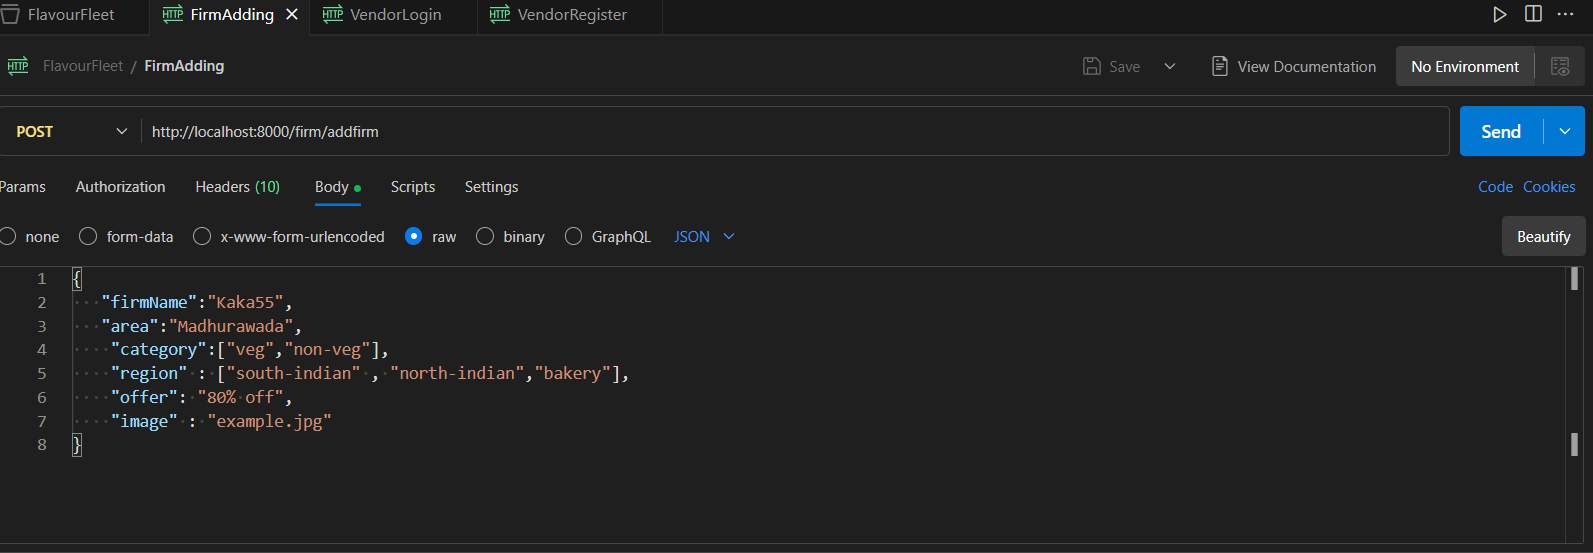 FlavourFleet HTTP FirmAdding HTTP VendorLogin HTTP VendorRegister
HTTP FlavourFleet / FirmAdding Save View Documentation No Environment
POST http://localhost:8000/firm/addfirm Send
Params Authorization Headers (10) Body Scripts Settings Code Cookies
none form-data x-www-form-urlencoded raw binary GraphQL JSON Beautify
1 {
2 "firmName":"Kaka55",
3 "area":"Madhurawada",
4 "category":["veg","non-veg"],
5 "region" : ["south-indian" , "north-indian","bakery"],
6 "offer": "80% off",
7 "image" : "example.jpg"
8 }